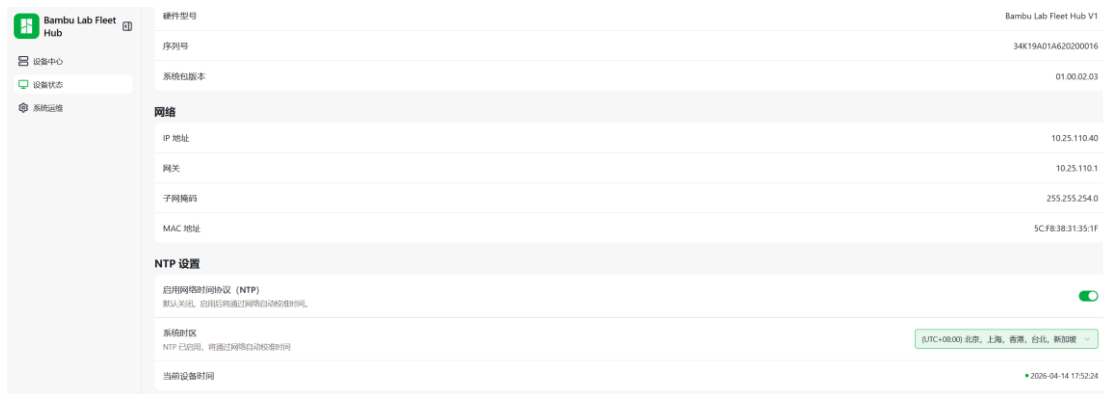 Bambu Lab Fleet
Hub
设备中心
设备状态
系统运维
硬件型号 Bambu Lab Fleet Hub V1
序列号 34K19A01A620200016
系统包版本 01.00.02.03
网络
IP 地址 10.25.110.40
网关 10.25.110.1
子网掩码 255.255.254.0
MAC 地址 5C:F8:38:31:35:1F
NTP 设置
启用网络时间协议（NTP）
默认关闭，启用后将通过网络自动校准时间。
系统时区 (UTC+08:00) 北京，上海，香港，台北，新加坡
NTP 已启用，将通过网络自动校准时间
当前设备时间 2026-04-14 17:52:24